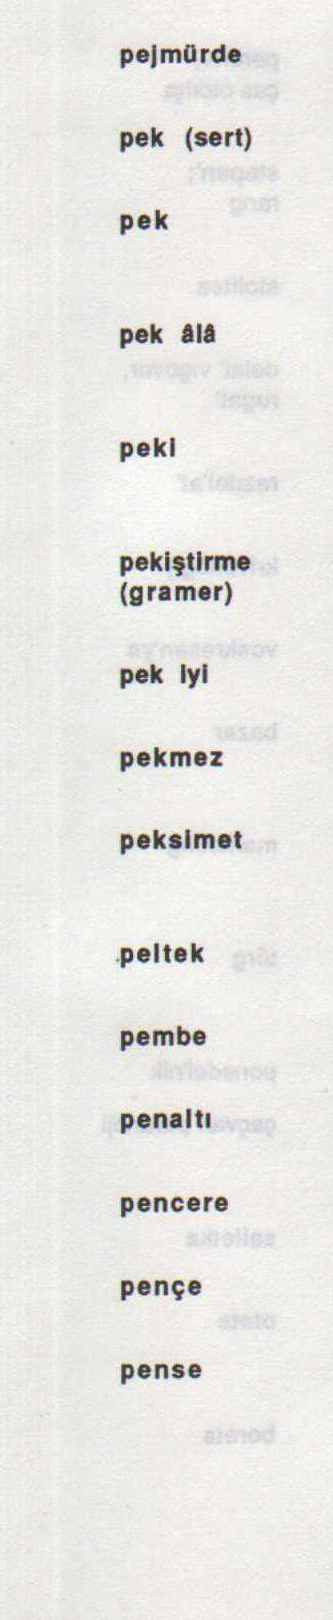 pejmürde
pek (sert)
pek
pek âlâ
peki
pekiştirme
(gramer)
pek iyi
pekmez
peksimet
peltek
pembe
penaltı
pencere
pençe
pense